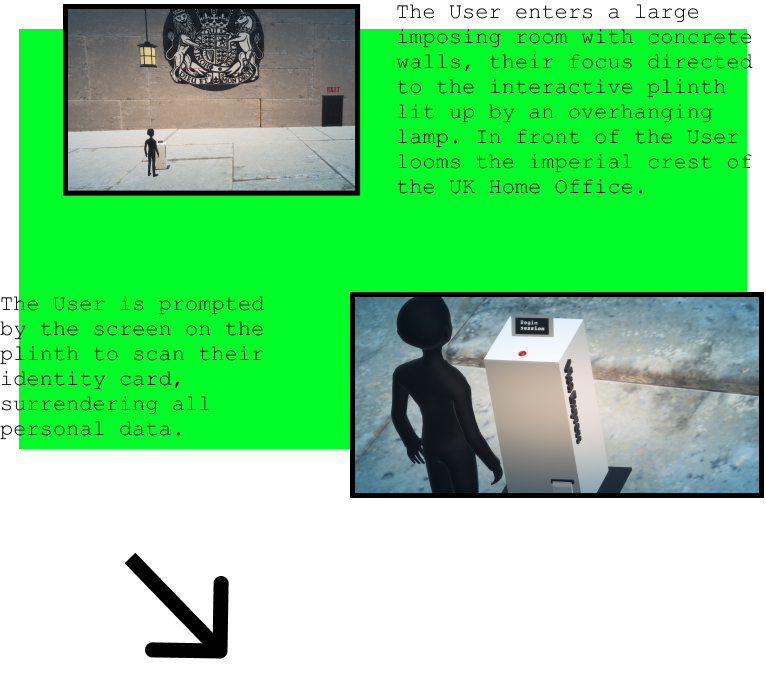 The User enters a large
imposing room with concrete
walls, their focus directed
to the interactive plinth
lit up by an overhanging
lamp. In front of the User
looms the imperial crest of
the UK Home Office.
EXIT
The User is prompted
by the screen on the
plinth to scan their
identity card,
surrendering all
personal data.
Begin
session